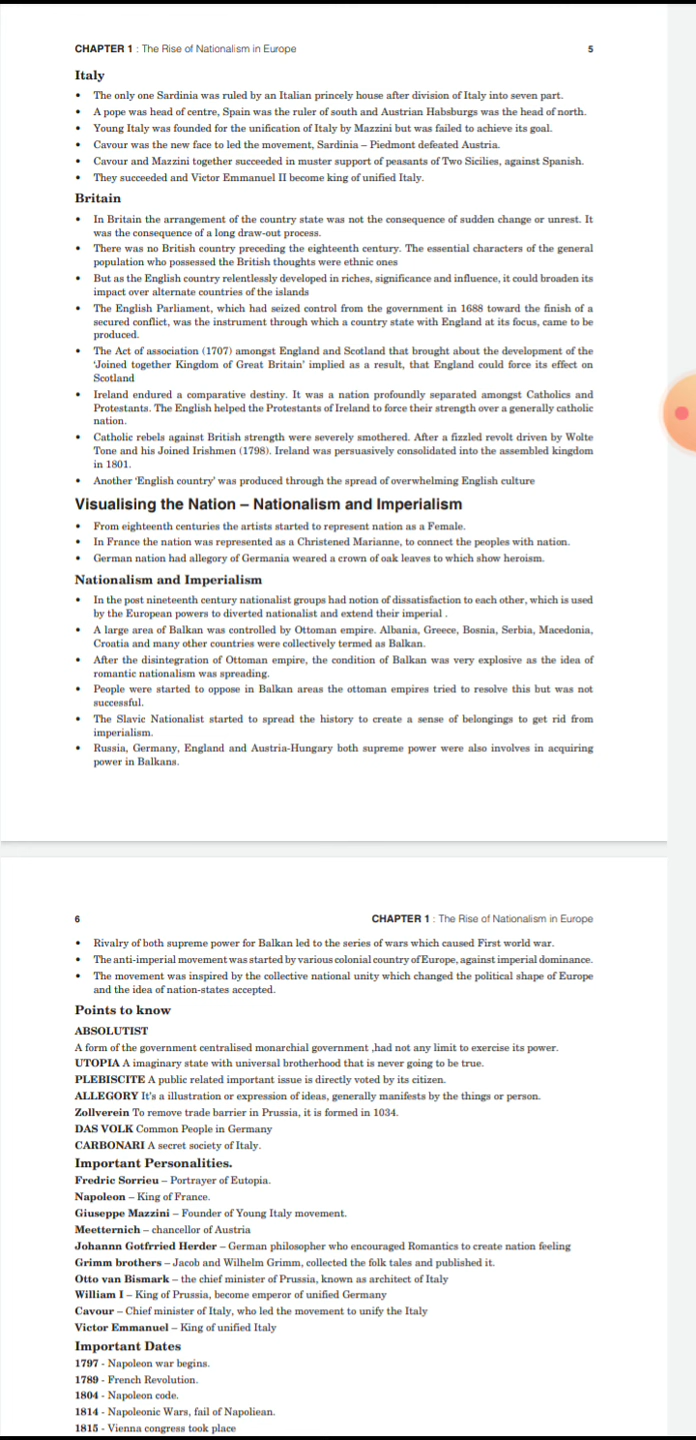 CHAPTER 1 : The Rise of Nationalism in Europe 5
Italy
• The only one Sardinia was ruled by an Italian princely house after division of Italy into seven part.
• A pope was head of centre, Spain was the ruler of south and Austrian Habsburgs was the head of north.
• Young Italy was founded for the unification of Italy by Mazzini but was failed to achieve its goal.
• Cavour was the new face to led the movement, Sardinia – Piedmont defeated Austria.
• Cavour and Mazzini together succeeded in muster support of peasants of Two Sicilies, against Spanish.
• They succeeded and Victor Emmanuel II become king of unified Italy.
Britain
• In Britain the arrangement of the country state was not the consequence of sudden change or unrest. It
was the consequence of a long draw-out process.
• There was no British country preceding the eighteenth century. The essential characters of the general
population who possessed the British thoughts were ethnic ones
• But as the English country relentlessly developed in riches, significance and influence, it could broaden its
impact over alternate countries of the islands
• The English Parliament, which had seized control from the government in 1688 toward the finish of a
secured conflict, was the instrument through which a country state with England at its focus, came to be
produced.
• The Act of association (1707) amongst England and Scotland that brought about the development of the
'Joined together Kingdom of Great Britain' implied as a result, that England could force its effect on
Scotland
• Ireland endured a comparative destiny. It was a nation profoundly separated amongst Catholics and
Protestants. The English helped the Protestants of Ireland to force their strength over a generally catholic
nation.
• Catholic rebels against British strength were severely smothered. After a fizzled revolt driven by Wolte
Tone and his Joined Irishmen (1798). Ireland was persuasively consolidated into the assembled kingdom
in 1801.
• Another 'English country' was produced through the spread of overwhelming English culture
Visualising the Nation – Nationalism and Imperialism
• From eighteenth centuries the artists started to represent nation as a Female.
• In France the nation was represented as a Christened Marianne, to connect the peoples with nation.
• German nation had allegory of Germania weared a crown of oak leaves to which show heroism.
Nationalism and Imperialism
• In the post nineteenth century nationalist groups had notion of dissatisfaction to each other, which is used
by the European powers to diverted nationalist and extend their imperial .
• A large area of Balkan was controlled by Ottoman empire. Albania, Greece, Bosnia, Serbia, Macedonia,
Croatia and many other countries were collectively termed as Balkan.
• After the disintegration of Ottoman empire, the condition of Balkan was very explosive as the idea of
romantic nationalism was spreading.
• People were started to oppose in Balkan areas the ottoman empires tried to resolve this but was not
successful.
• The Slavic Nationalist started to spread the history to create a sense of belongings to get rid from
imperialism.
• Russia, Germany, England and Austria-Hungary both supreme power were also involves in acquiring
power in Balkans.
6 CHAPTER 1 : The Rise of Nationalism in Europe
• Rivalry of both supreme power for Balkan led to the series of wars which caused First world war.
• The anti-imperial movement was started by various colonial country of Europe, against imperial dominance.
• The movement was inspired by the collective national unity which changed the political shape of Europe
and the idea of nation-states accepted.
Points to know
ABSOLUTIST
A form of the government centralised monarchial government ,had not any limit to exercise its power.
UTOPIA A imaginary state with universal brotherhood that is never going to be true.
PLEBISCITE A public related important issue is directly voted by its citizen.
ALLEGORY It's a illustration or expression of ideas, generally manifests by the things or person.
Zollverein To remove trade barrier in Prussia, it is formed in 1034.
DAS VOLK Common People in Germany
CARBONARI A secret society of Italy.
Important Personalities.
Fredric Sorrieu – Portrayer of Eutopia.
Napoleon – King of France.
Giuseppe Mazzini – Founder of Young Italy movement.
Meetternich – chancellor of Austria
Johannn Gotfrried Herder – German philosopher who encouraged Romantics to create nation feeling
Grimm brothers – Jacob and Wilhelm Grimm, collected the folk tales and published it.
Otto van Bismark – the chief minister of Prussia, known as architect of Italy
William I – King of Prussia, become emperor of unified Germany
Cavour – Chief minister of Italy, who led the movement to unify the Italy
Victor Emmanuel – King of unified Italy
Important Dates
1797 - Napoleon war begins.
1789 - French Revolution.
1804 - Napoleon code.
1814 - Napoleonic Wars, fail of Napoliean.
1815 - Vienna congress took place